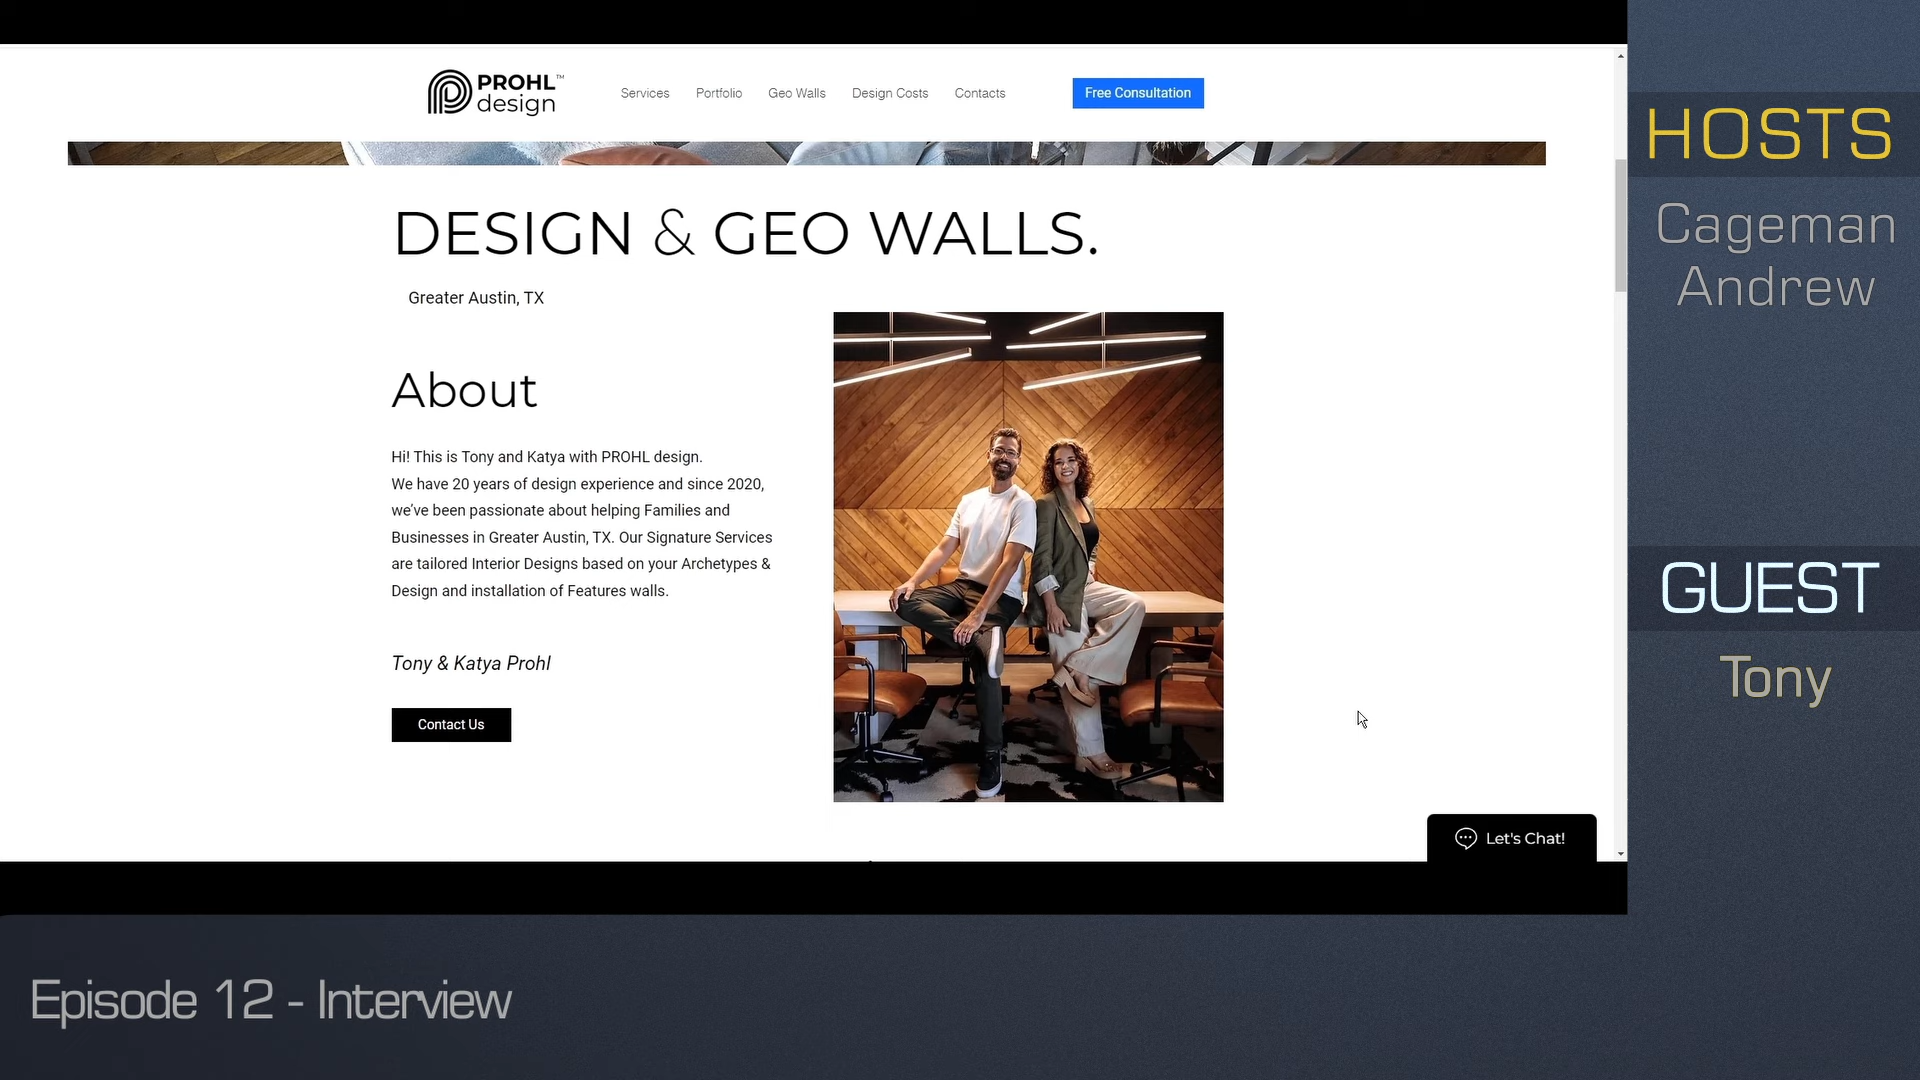 PROHL™
design
Services
Portfolio
Geo Walls
Design Costs
Contacts
Free Consultation
DESIGN & GEO WALLS.
Greater Austin, TX
About
Hi! This is Tony and Katya with PROHL design.
We have 20 years of design experience and since 2020,
we’ve been passionate about helping Families and
Businesses in Greater Austin, TX. Our Signature Services
are tailored Interior Designs based on your Archetypes &
Design and installation of Features walls.
Tony & Katya Prohl
Contact Us
Let's Chat!
HOSTS
Cageman
Andrew
GUEST
Tony
Episode 12 - Interview